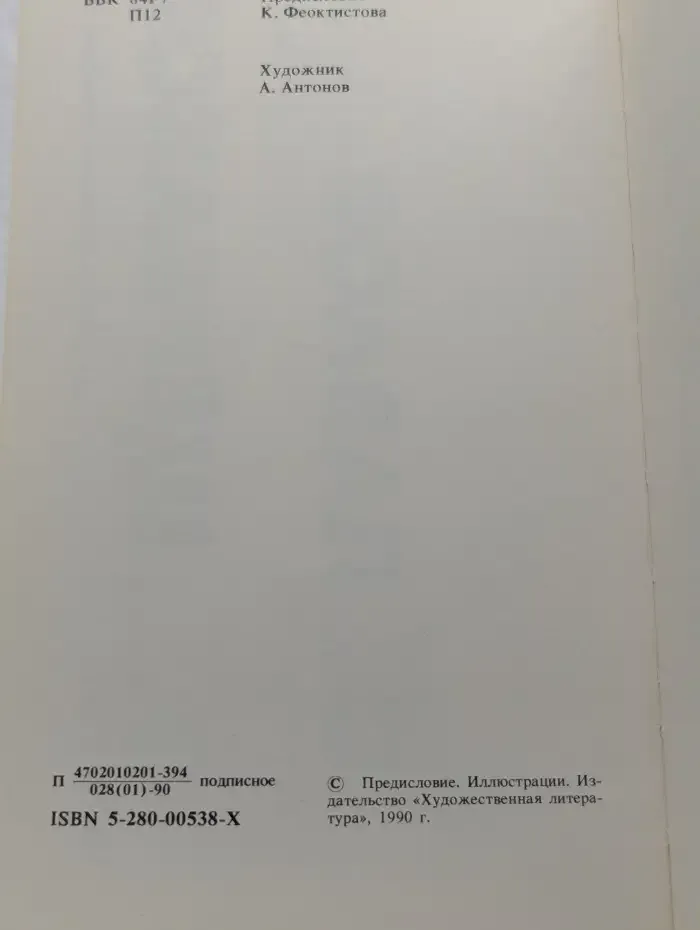 П12
К. Феоктистова
Художник
А. Антонов
П 4702010201-394 подписное
028(01)-90
ISBN 5-280-00538-X
© Предисловие. Иллюстрации. Из-
дательство «Художественная литера-
тура», 1990 г.